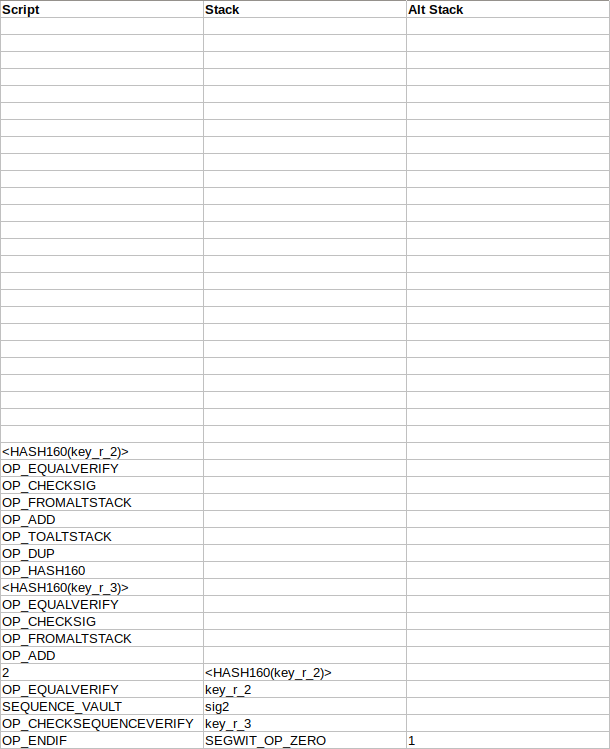 Script Stack Alt Stack
<HASH160(key_r_2)>
OP_EQUALVERIFY
OP_CHECKSIG
OP_FROMALTSTACK
OP_ADD
OP_TOALTSTACK
OP_DUP
OP_HASH160
<HASH160(key_r_3)>
OP_EQUALVERIFY
OP_CHECKSIG
OP_FROMALTSTACK
OP_ADD
2 <HASH160(key_r_2)>
OP_EQUALVERIFY key_r_2
SEQUENCE_VAULT sig2
OP_CHECKSEQUENCEVERIFY key_r_3
OP_ENDIF SEGWIT_OP_ZERO 1